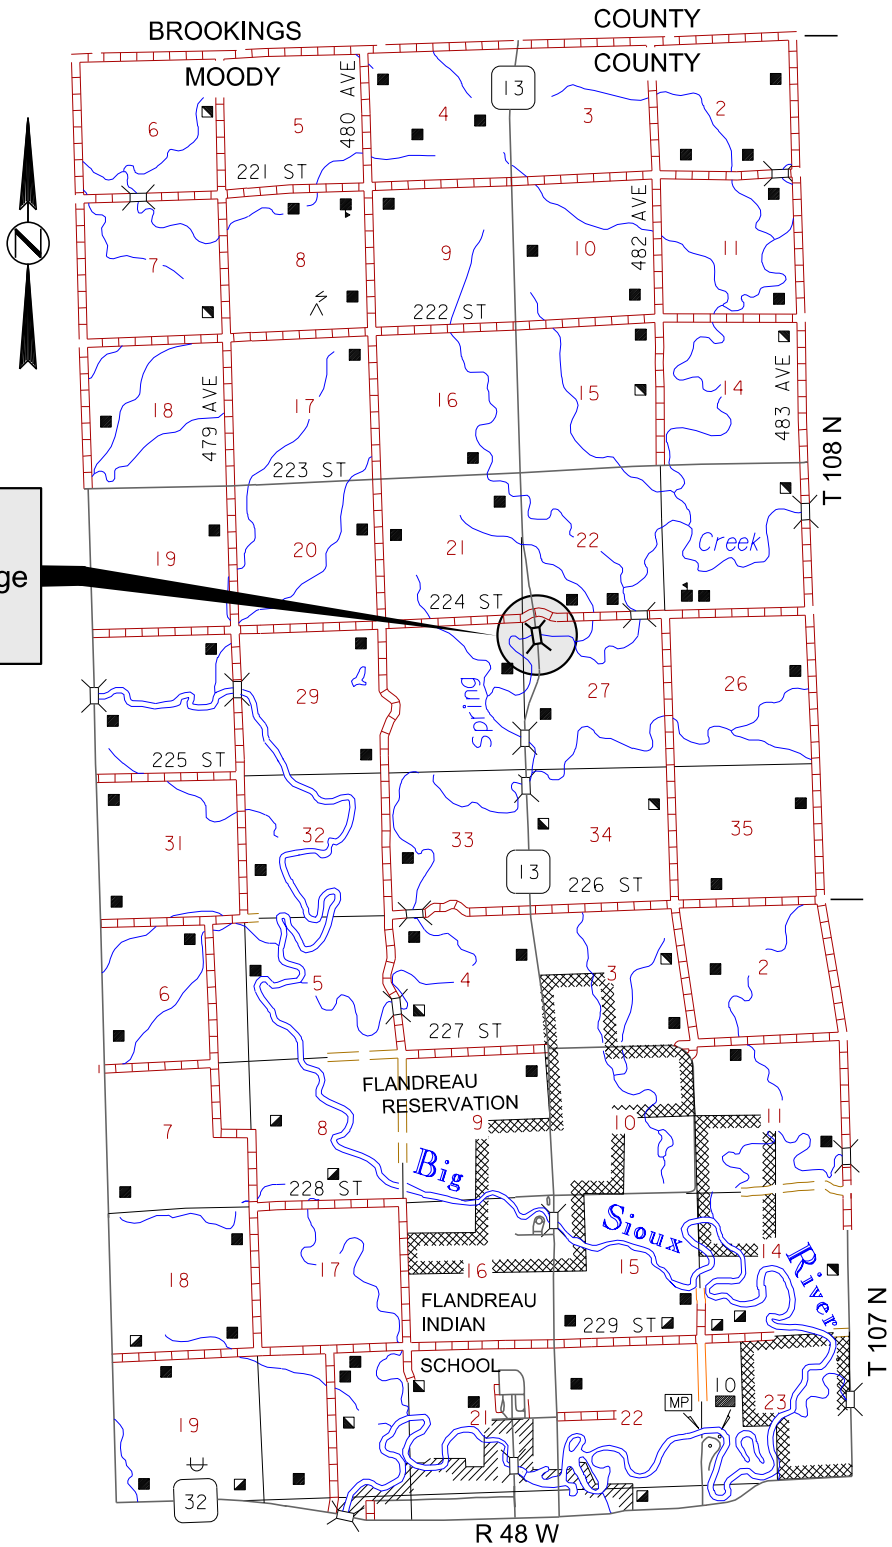 BROOKINGS COUNTY
MOODY COUNTY
480 AVE
13
6 5 4 3 2
221 ST
482 AVE
7 8 9 10 11
222 ST
479 AVE
483 AVE
18 17 16 15 14
223 ST
T 108 N
19 20 21 22
Creek
ge
224 ST
29 27 26
Spring
225 ST
31 32 33 34 35
13
226 ST
6 5 4 3 2
227 ST
FLANDREAU
RESERVATION
7 8 9 10 11
Big
228 ST
Sioux
River
18 17 16 15 14
FLANDREAU
INDIAN
229 ST
SCHOOL
T 107 N
MP
10
19 21 22 23
32
R 48 W
N